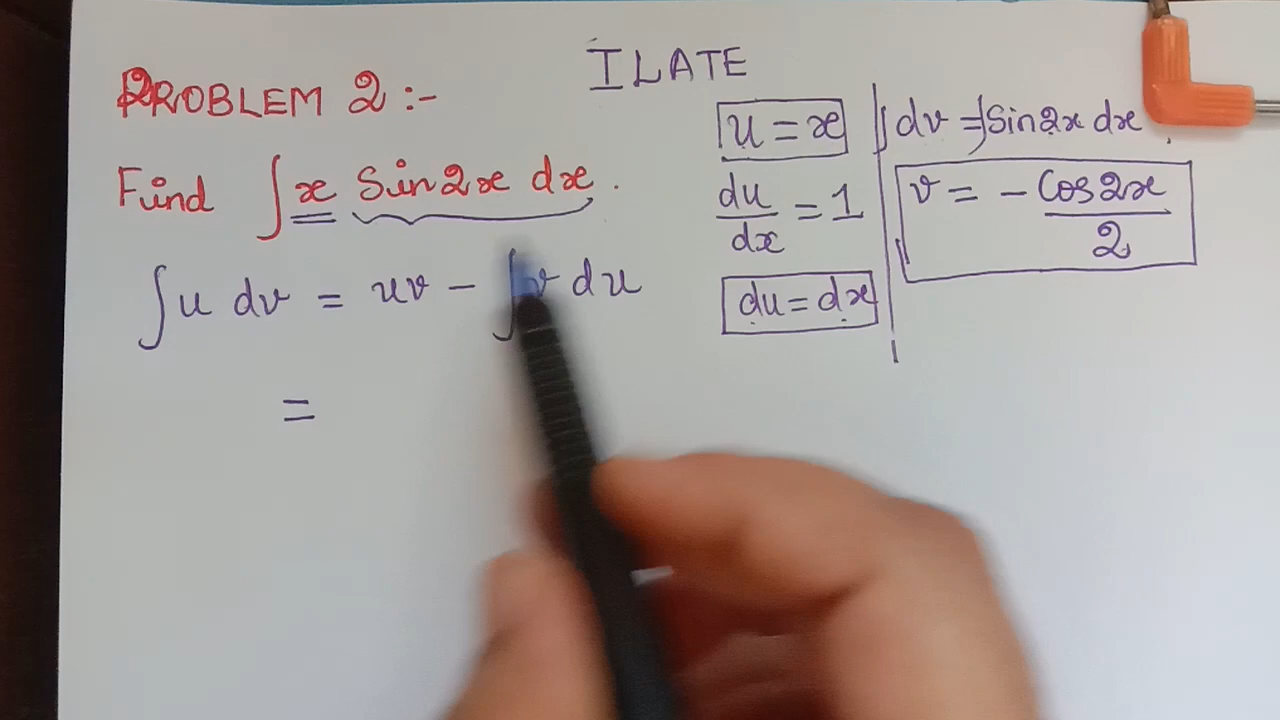 PROBLEM 2 :-
ILATE
Find ∫ x Sin2x dx .
∫ u dv = uv - ∫ v du
=
u = x
du/dx = 1
du = dx
∫ dv = ∫ Sin2x dx
v = - Cos2x/2